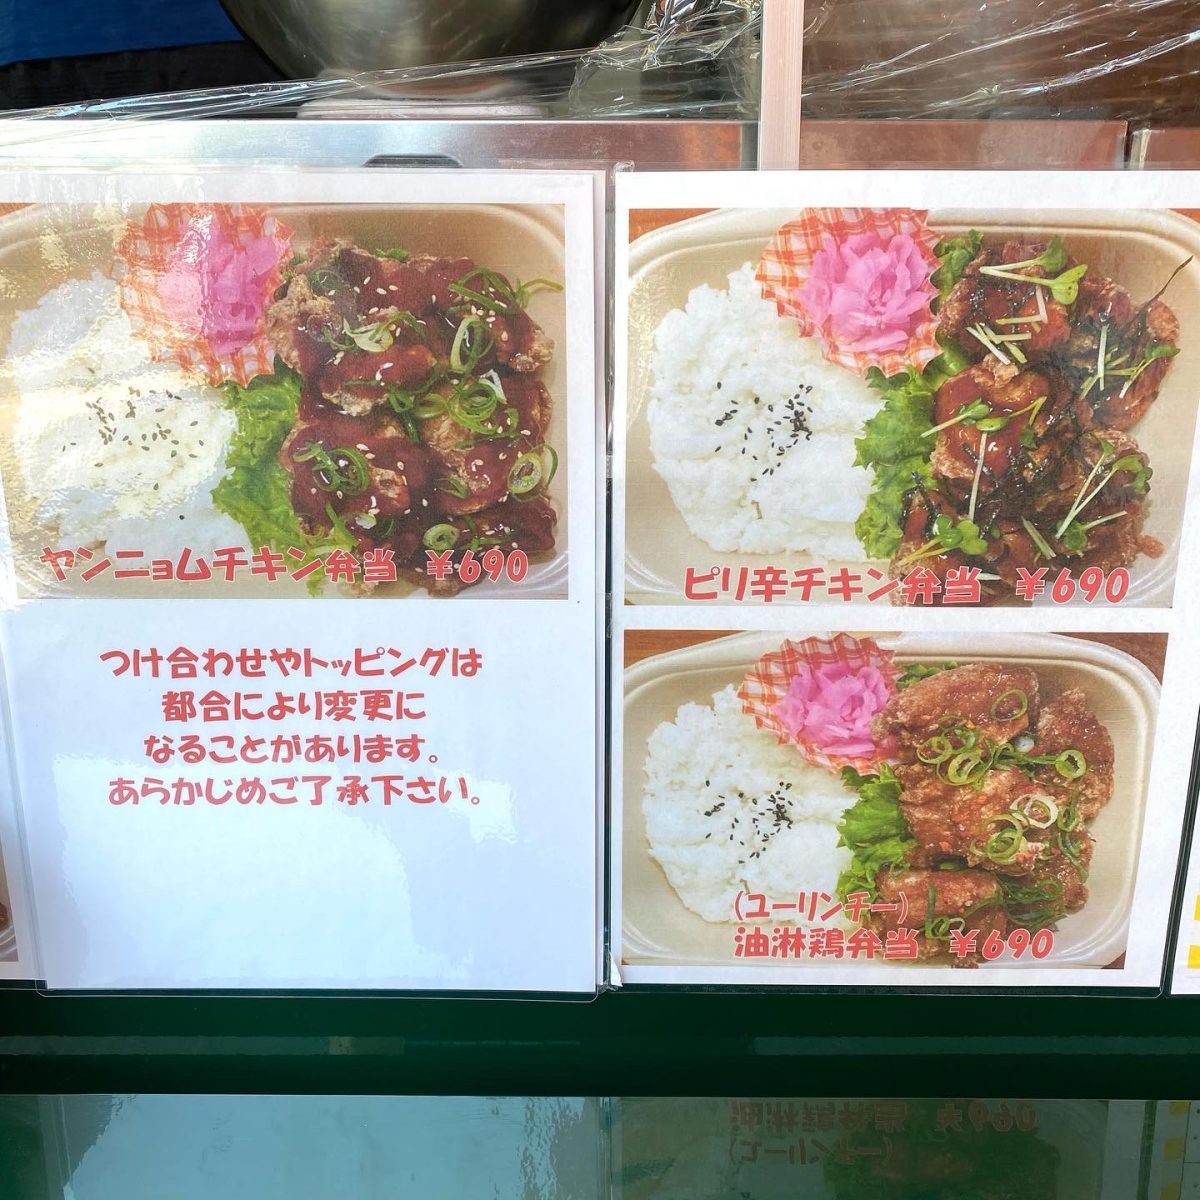 ヤンニョムチキン弁当 ￥690
つけ合わせやトッピングは
都合により変更に
なることがあります。
あらかじめご了承下さい。
ピリ辛チキン弁当 ￥690
(ユーリンチー)
油淋鶏弁当 ￥690